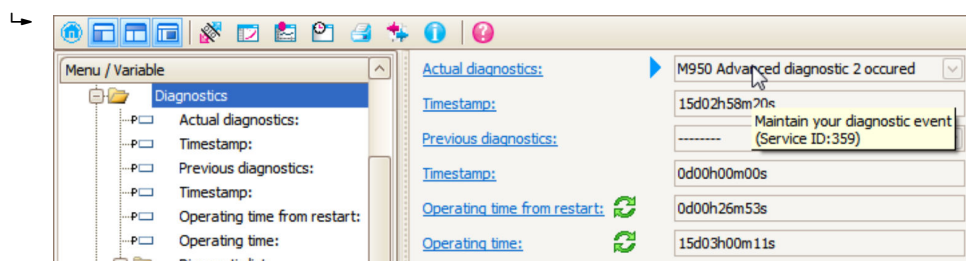 Menu / Variable
Diagnostics
Actual diagnostics:
Timestamp:
Previous diagnostics:
Timestamp:
Operating time from restart:
Operating time:
Actual diagnostics:
M950 Advanced diagnostic 2 occured
Timestamp:
15d02h58m20s
Maintain your diagnostic event
(Service ID:359)
Previous diagnostics:
--------
Timestamp:
0d00h00m00s
Operating time from restart:
0d00h26m53s
Operating time:
15d03h00m11s